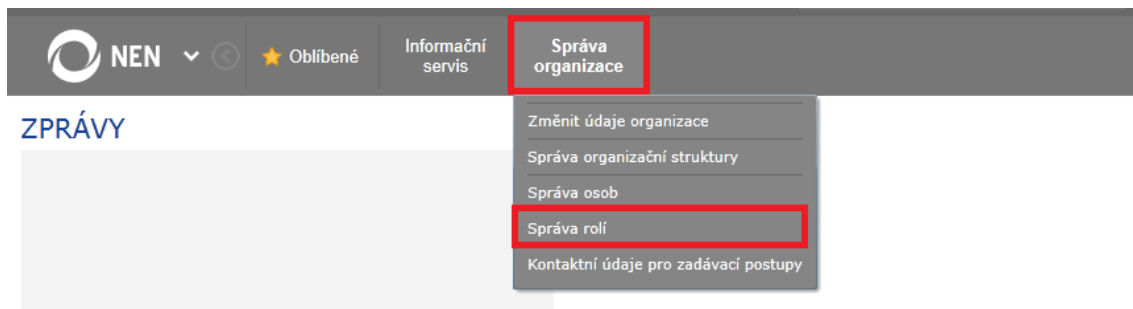 NEN
Oblíbené
Informační
servis
Správa
organizace
ZPRÁVY
Změnit údaje organizace
Správa organizační struktury
Správa osob
Správa rolí
Kontaktní údaje pro zadávací postupy